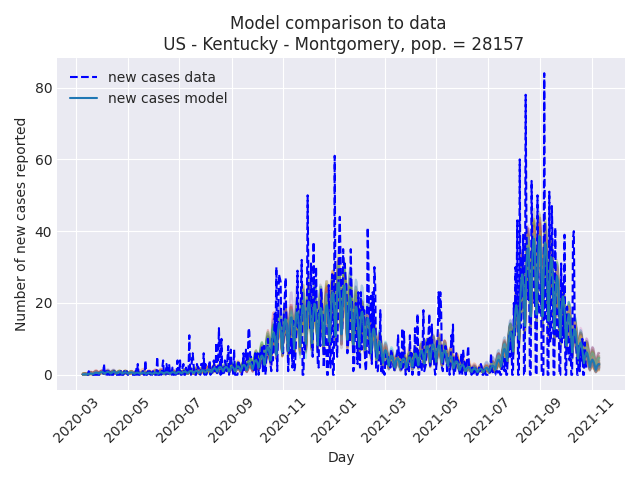 Model comparison to data
US - Kentucky - Montgomery, pop. = 28157
new cases data
new cases model
Number of new cases reported
80
60
40
20
0
2020-03
2020-05
2020-07
2020-09
2020-11
2021-01
2021-03
2021-05
2021-07
2021-09
2021-11
Day